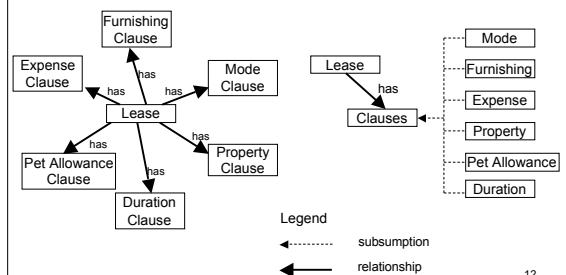 Furnishing
Clause
Expense
Clause
has
has
has
Mode
Clause
Lease
has
has
has
Pet Allowance
Clause
Property
Clause
Duration
Clause
Lease
has
Clauses
Mode
Furnishing
Expense
Property
Pet Allowance
Duration
Legend
subsumption
relationship
12